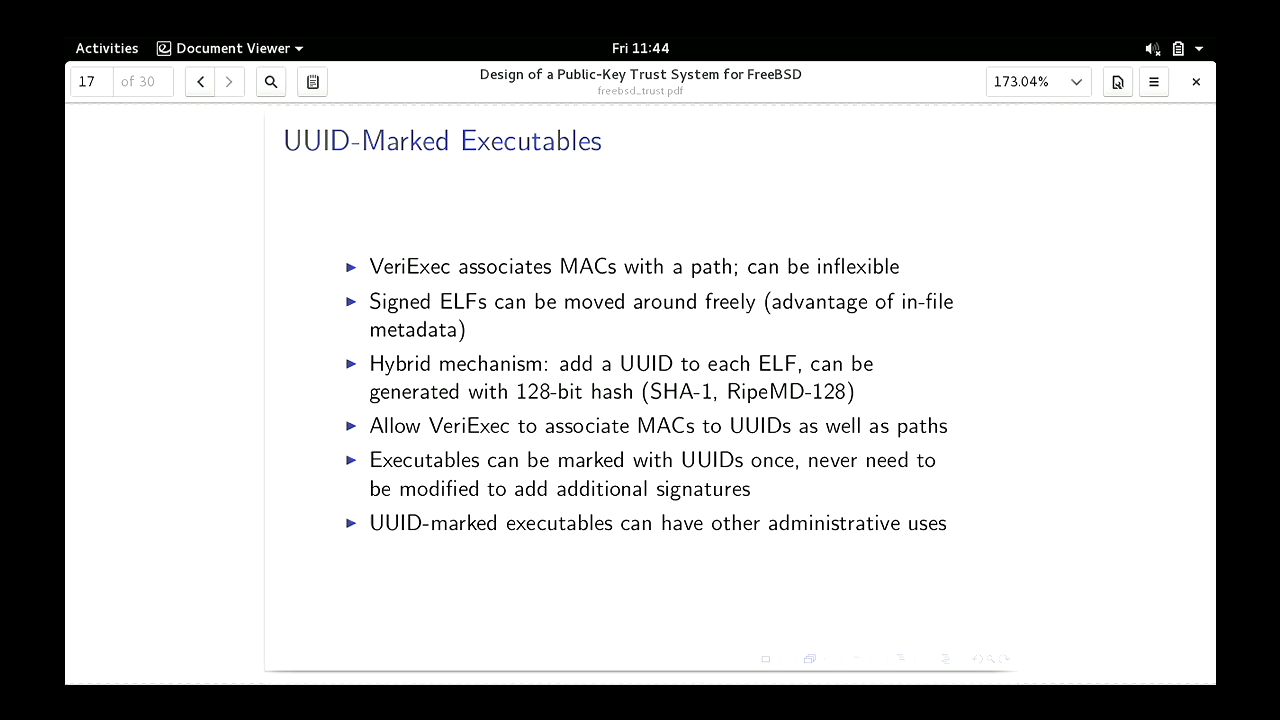 Activities Document Viewer Fri 11:44
17 of 30 Design of a Public-Key Trust System for FreeBSD 173.04%
freebsd_trust.pdf
UUID-Marked Executables
VeriExec associates MACs with a path; can be inflexible
Signed ELFs can be moved around freely (advantage of in-file
metadata)
Hybrid mechanism: add a UUID to each ELF, can be
generated with 128-bit hash (SHA-1, RipeMD-128)
Allow VeriExec to associate MACs to UUIDs as well as paths
Executables can be marked with UUIDs once, never need to
be modified to add additional signatures
UUID-marked executables can have other administrative uses